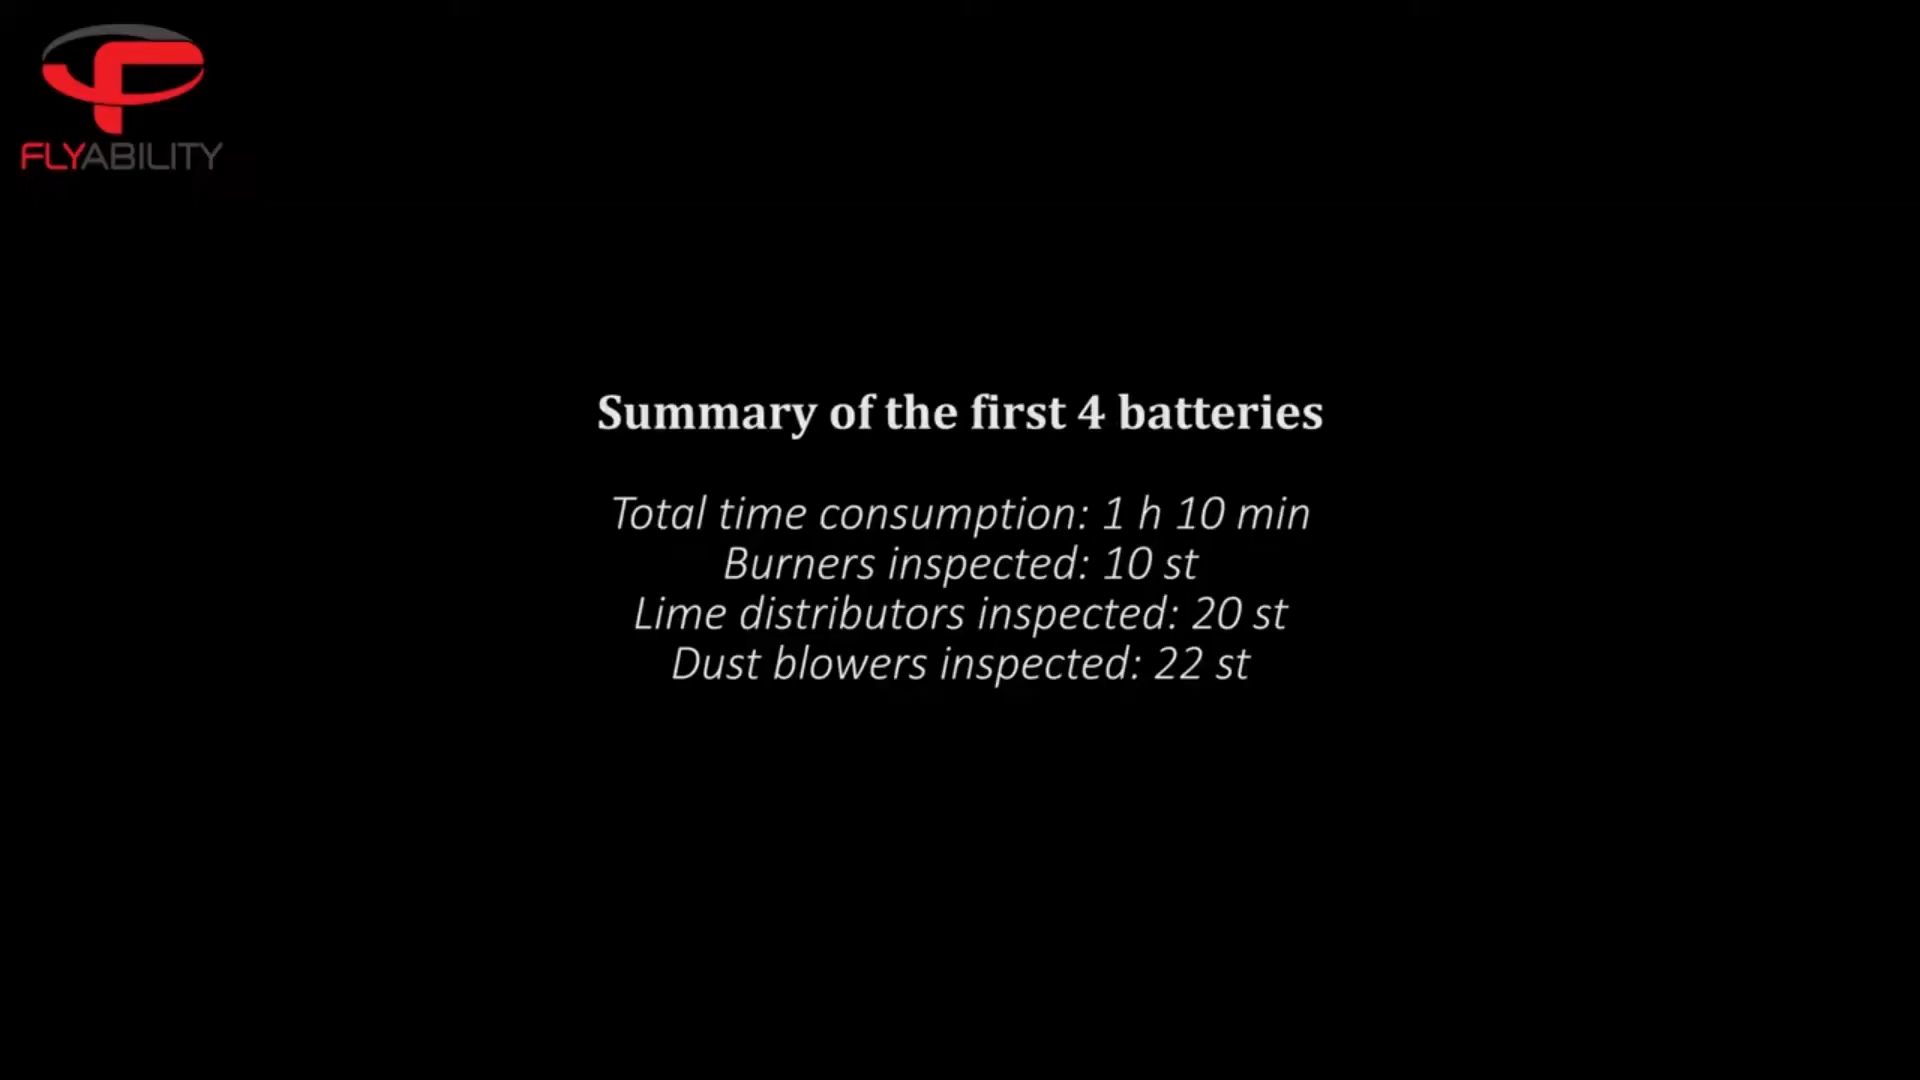 FLYABILITY
Summary of the first 4 batteries
Total time consumption: 1 h 10 min
Burners inspected: 10 st
Lime distributors inspected: 20 st
Dust blowers inspected: 22 st